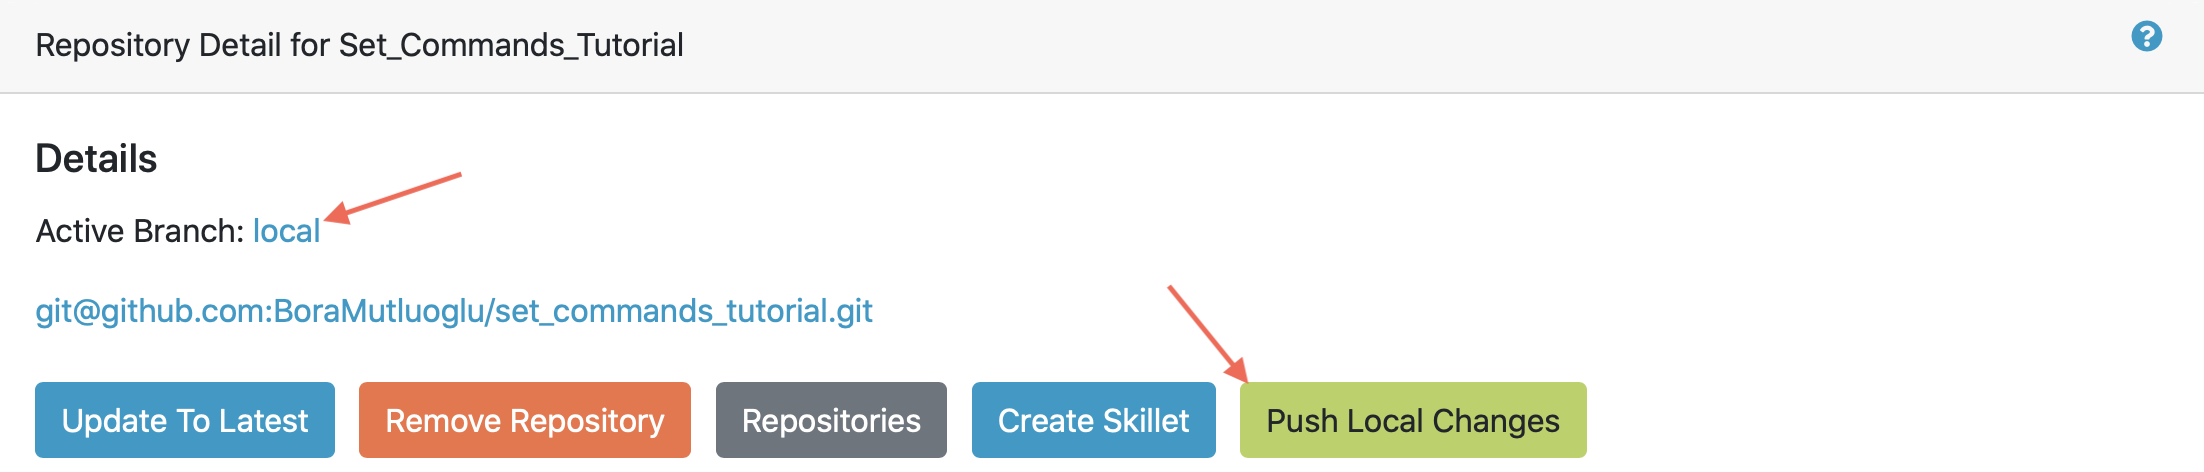 Repository Detail for Set_Commands_Tutorial
?
Details
Active Branch: local
git@github.com:BoraMutluoglu/set_commands_tutorial.git
Update To Latest Remove Repository Repositories Create Skillet Push Local Changes